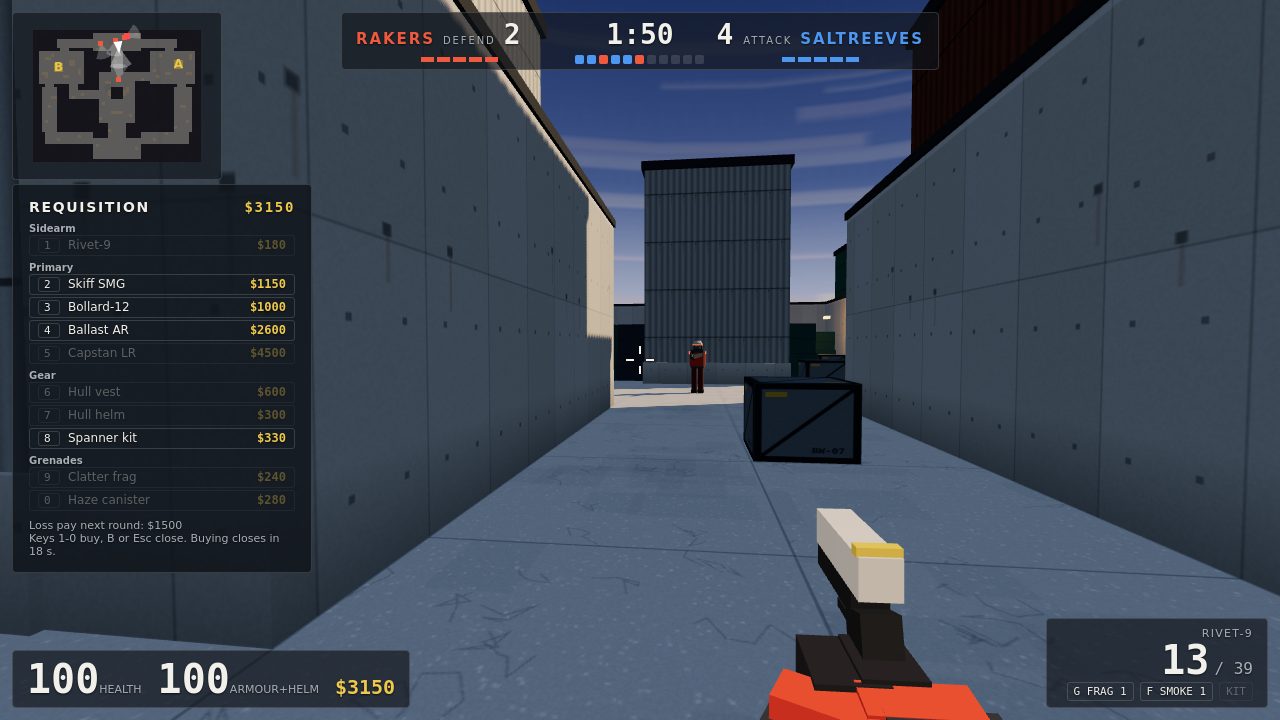 B
A
RAKERS DEFEND 2 1:50 4 ATTACK SALTREEVES
REQUISITION $3150
Sidearm
1 Rivet-9 $180
Primary
2 Skiff SMG $1150
3 Bollard-12 $1000
4 Ballast AR $2600
5 Capstan LR $4500
Gear
6 Hull vest $600
7 Hull helm $300
8 Spanner kit $330
Grenades
9 Clatter frag $240
0 Haze canister $280
Loss pay next round: $1500
Keys 1-0 buy, B or Esc close. Buying closes in
18 s.
100 HEALTH 100 ARMOUR+HELM $3150
RIVET-9
13 / 39
G FRAG 1 F SMOKE 1 KIT